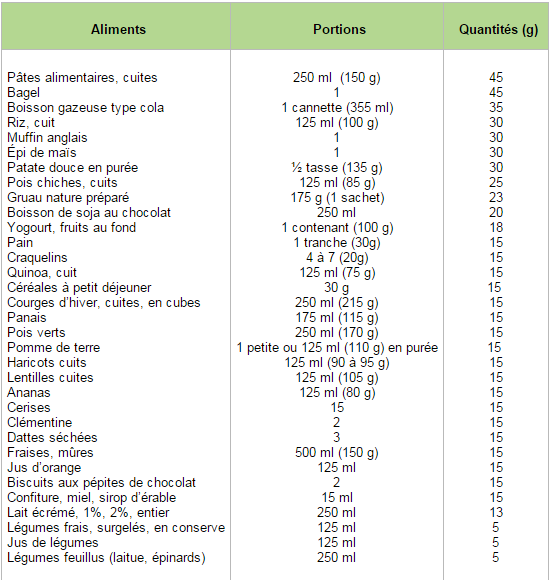 Aliments Portions Quantités (g)
Pâtes alimentaires, cuites 250 ml (150 g) 45
Bagel 1 45
Boisson gazeuse type cola 1 cannette (355 ml) 35
Riz, cuit 125 ml (100 g) 30
Muffin anglais 1 30
Épi de maïs 1 30
Patate douce en purée ½ tasse (135 g) 30
Pois chiches, cuits 125 ml (85 g) 25
Gruau nature préparé 175 g (1 sachet) 23
Boisson de soja au chocolat 250 ml 20
Yogourt, fruits au fond 1 contenant (100 g) 18
Pain 1 tranche (30g) 15
Craquelins 4 à 7 (20g) 15
Quinoa, cuit 125 ml (75 g) 15
Céréales à petit déjeuner 30 g 15
Courges d'hiver, cuites, en cubes 250 ml (215 g) 15
Panais 175 ml (115 g) 15
Pois verts 250 ml (170 g) 15
Pomme de terre 1 petite ou 125 ml (110 g) en purée 15
Haricots cuits 125 ml (90 à 95 g) 15
Lentilles cuites 125 ml (105 g) 15
Ananas 125 ml (80 g) 15
Cerises 15 15
Clémentine 2 15
Dattes séchées 3 15
Fraises, mûres 500 ml (150 g) 15
Jus d'orange 125 ml 15
Biscuits aux pépites de chocolat 2 15
Confiture, miel, sirop d'érable 15 ml 15
Lait écrémé, 1%, 2%, entier 250 ml 13
Légumes frais, surgelés, en conserve 125 ml 5
Jus de légumes 125 ml 5
Légumes feuillus (laitue, épinards) 250 ml 5